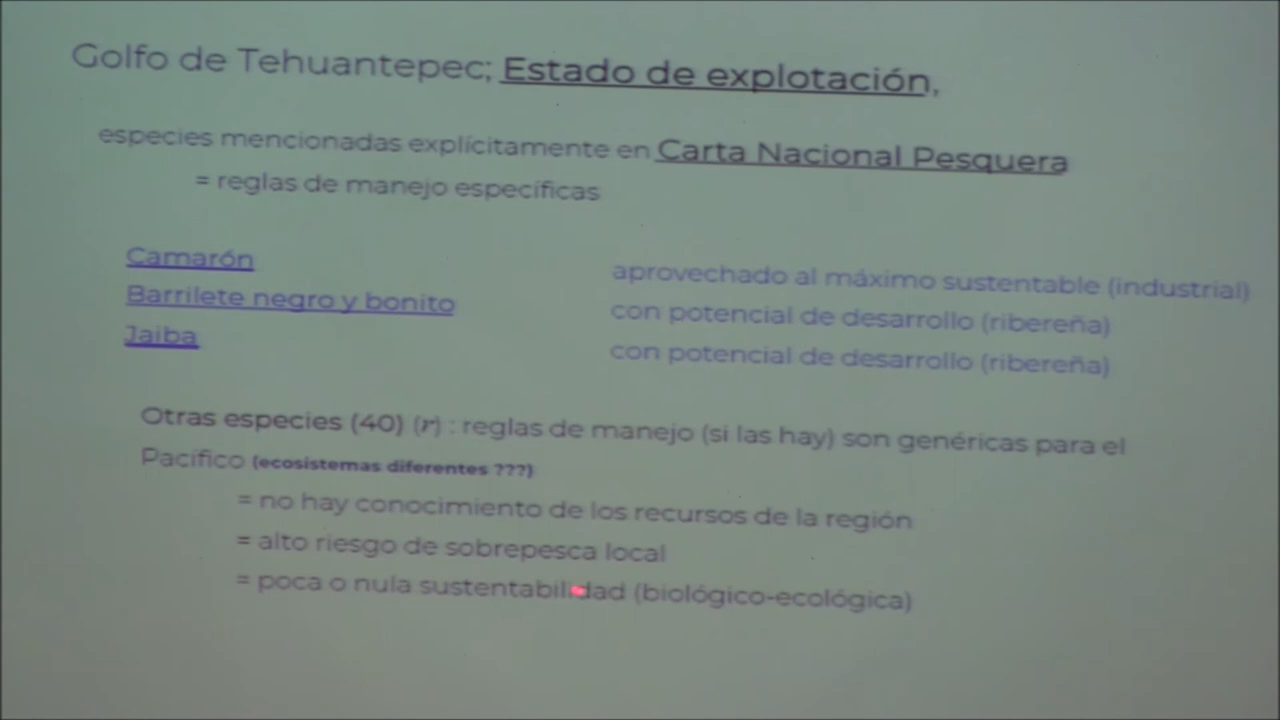 Golfo de Tehuantepec; Estado de explotación,
especies mencionadas explícitamente en Carta Nacional Pesquera
= reglas de manejo específicas
Camarón aprovechado al máximo sustentable (industrial)
Barrilete negro y bonito con potencial de desarrollo (ribereña)
Jaiba con potencial de desarrollo (ribereña)
Otras especies (40) (r) : reglas de manejo (si las hay) son genéricas para el
Pacífico (ecosistemas diferentes ???)
= no hay conocimiento de los recursos de la región
= alto riesgo de sobrepesca local
= poca o nula sustentabilidad (biológico-ecológica)